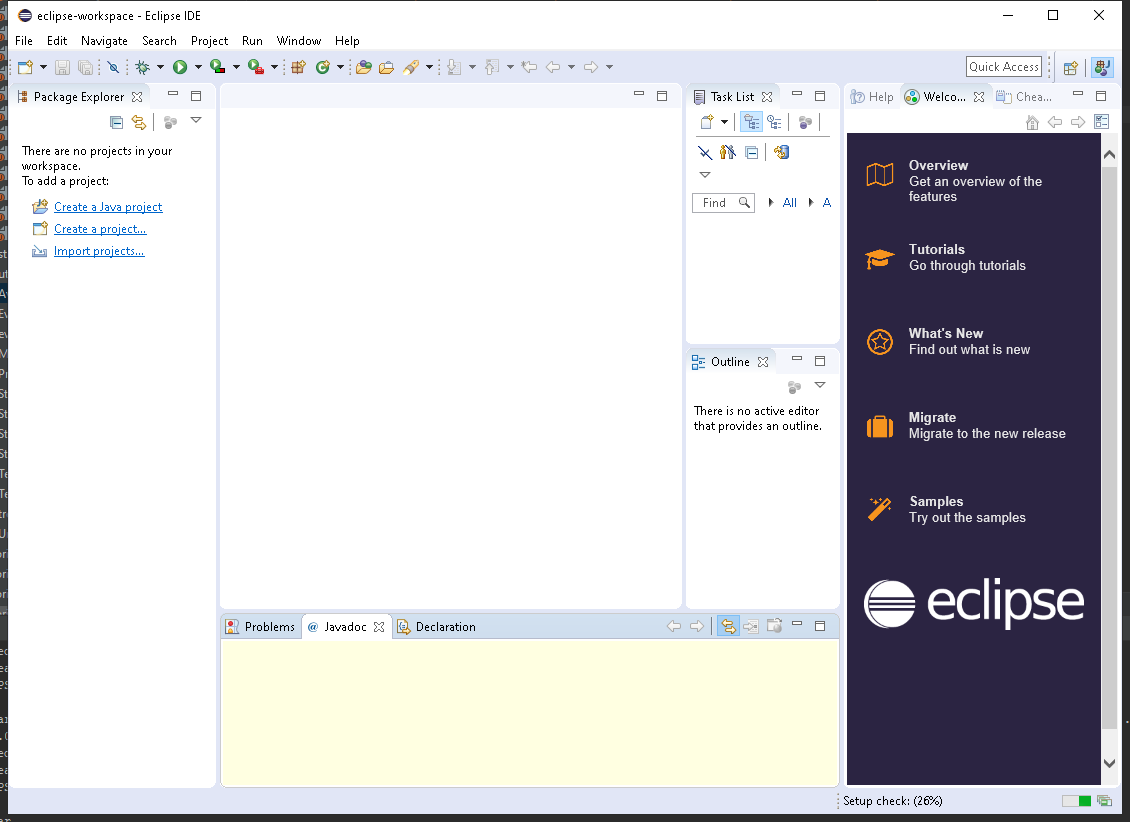 eclipse-workspace - Eclipse IDE
File Edit Navigate Search Project Run Window Help
Quick Access
Package Explorer
There are no projects in your
workspace.
To add a project:
Create a Java project
Create a project...
Import projects...
Task List
Find All A
Outline
There is no active editor
that provides an outline.
Help Welco... Chea...
Overview
Get an overview of the
features
Tutorials
Go through tutorials
What's New
Find out what is new
Migrate
Migrate to the new release
Samples
Try out the samples
eclipse
Problems @ Javadoc Declaration
Setup check: (26%)